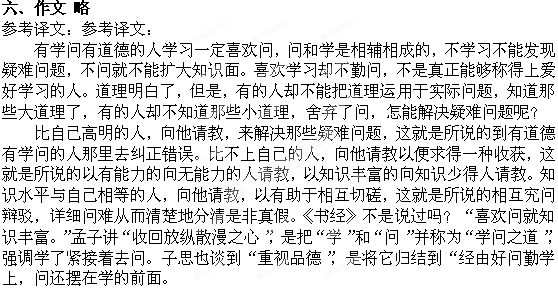 六、作文 略
参考译文：参考译文：
有学问有道德的人学习一定喜欢问，问和学是相辅相成的，不学习不能发现
疑难问题，不问就不能扩大知识面。喜欢学习却不勤问，不是真正能够称得上爱
好学习的人。道理明白了，但是，有的人却不能把道理运用于实际问题，知道那
些大道理了，有的人却不知道那些小道理，舍弃了问，怎能解决疑难问题呢？
比自己高明的人，向他请教，来解决那些疑难问题，这就是所说的到有道德
有学问的人那里去纠正错误。比不上自己的人，向他请教以便求得一种收获，这
就是所说的以有能力的向无能力的人请教，以知识丰富的向知识少得人请教。知
识水平与自己相等的人，向他请教，以有助于相互切磋，这就是所说的相互究问
辩驳，详细问难从而清楚地分清是非真假。《书经》不是说过吗？“喜欢问就知
识丰富。”孟子讲“收回放纵散漫之心”，是把“学”和“问”并称为“学问之道”，
强调学了紧接着去问。子思也谈到“重视品德”，是将它归结到“经由好问勤学
上，问还摆在学的前面。